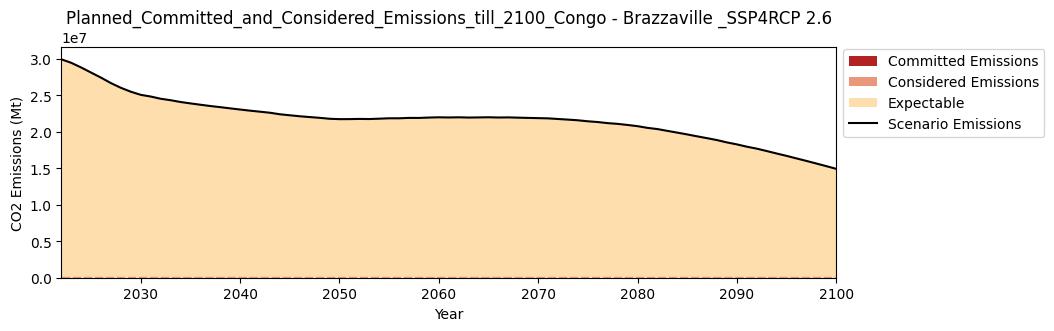 Planned_Committed_and_Considered_Emissions_till_2100_Congo - Brazzaville _SSP4RCP 2.6
1e7
3.0
2.5
2.0
1.5
1.0
0.5
0.0
CO2 Emissions (Mt)
2030 2040 2050 2060 2070 2080 2090 2100
Year
Committed Emissions
Considered Emissions
Expectable
Scenario Emissions